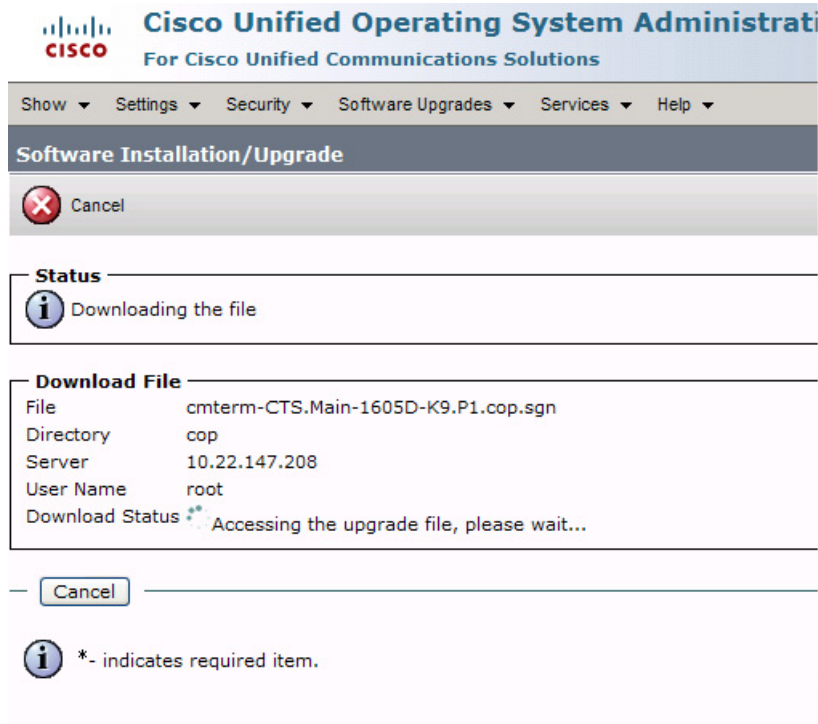 Cisco Unified Operating System Administrati
CISCO
For Cisco Unified Communications Solutions
Show Settings Security Software Upgrades Services Help
Software Installation/Upgrade
Cancel
Status
Downloading the file
Download File
File cmterm-CTS.Main-1605D-K9.P1.cop.sgn
Directory cop
Server 10.22.147.208
User Name root
Download Status Accessing the upgrade file, please wait...
Cancel
*- indicates required item.